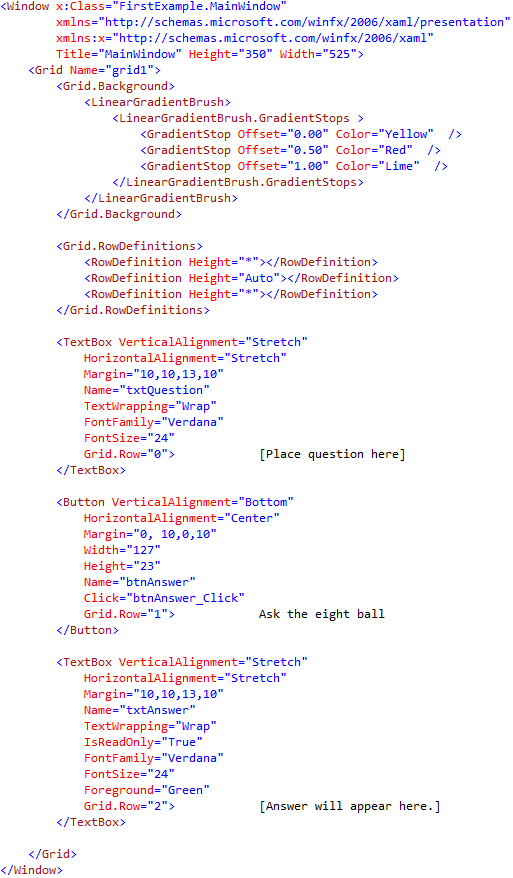 <Window x:Class="FirstExample.MainWindow"
        xmlns="http://schemas.microsoft.com/winfx/2006/xaml/presentation"
        xmlns:x="http://schemas.microsoft.com/winfx/2006/xaml"
        Title="MainWindow" Height="350" Width="525">
    <Grid Name="grid1">
        <Grid.Background>
            <LinearGradientBrush>
                <LinearGradientBrush.GradientStops >
                    <GradientStop Offset="0.00" Color="Yellow"  />
                    <GradientStop Offset="0.50" Color="Red"  />
                    <GradientStop Offset="1.00" Color="Lime"  />
                </LinearGradientBrush.GradientStops>
            </LinearGradientBrush>
        </Grid.Background>

        <Grid.RowDefinitions>
            <RowDefinition Height="*"></RowDefinition>
            <RowDefinition Height="Auto"></RowDefinition>
            <RowDefinition Height="*"></RowDefinition>
        </Grid.RowDefinitions>

        <TextBox VerticalAlignment="Stretch"
            HorizontalAlignment="Stretch"
            Margin="10,10,13,10"
            Name="txtQuestion"
            TextWrapping="Wrap"
            FontFamily="Verdana"
            FontSize="24"
            Grid.Row="0">            [Place question here]
        </TextBox>

        <Button VerticalAlignment="Bottom"
            HorizontalAlignment="Center"
            Margin="0, 10,0,10"
            Width="127"
            Height="23"
            Name="btnAnswer"
            Click="btnAnswer_Click"
            Grid.Row="1">            Ask the eight ball
        </Button>

        <TextBox VerticalAlignment="Stretch"
            HorizontalAlignment="Stretch"
            Margin="10,10,13,10"
            Name="txtAnswer"
            TextWrapping="Wrap"
            IsReadOnly="True"
            FontFamily="Verdana"
            FontSize="24"
            Foreground="Green"
            Grid.Row="2">            [Answer will appear here.]
        </TextBox>

    </Grid>
</Window>